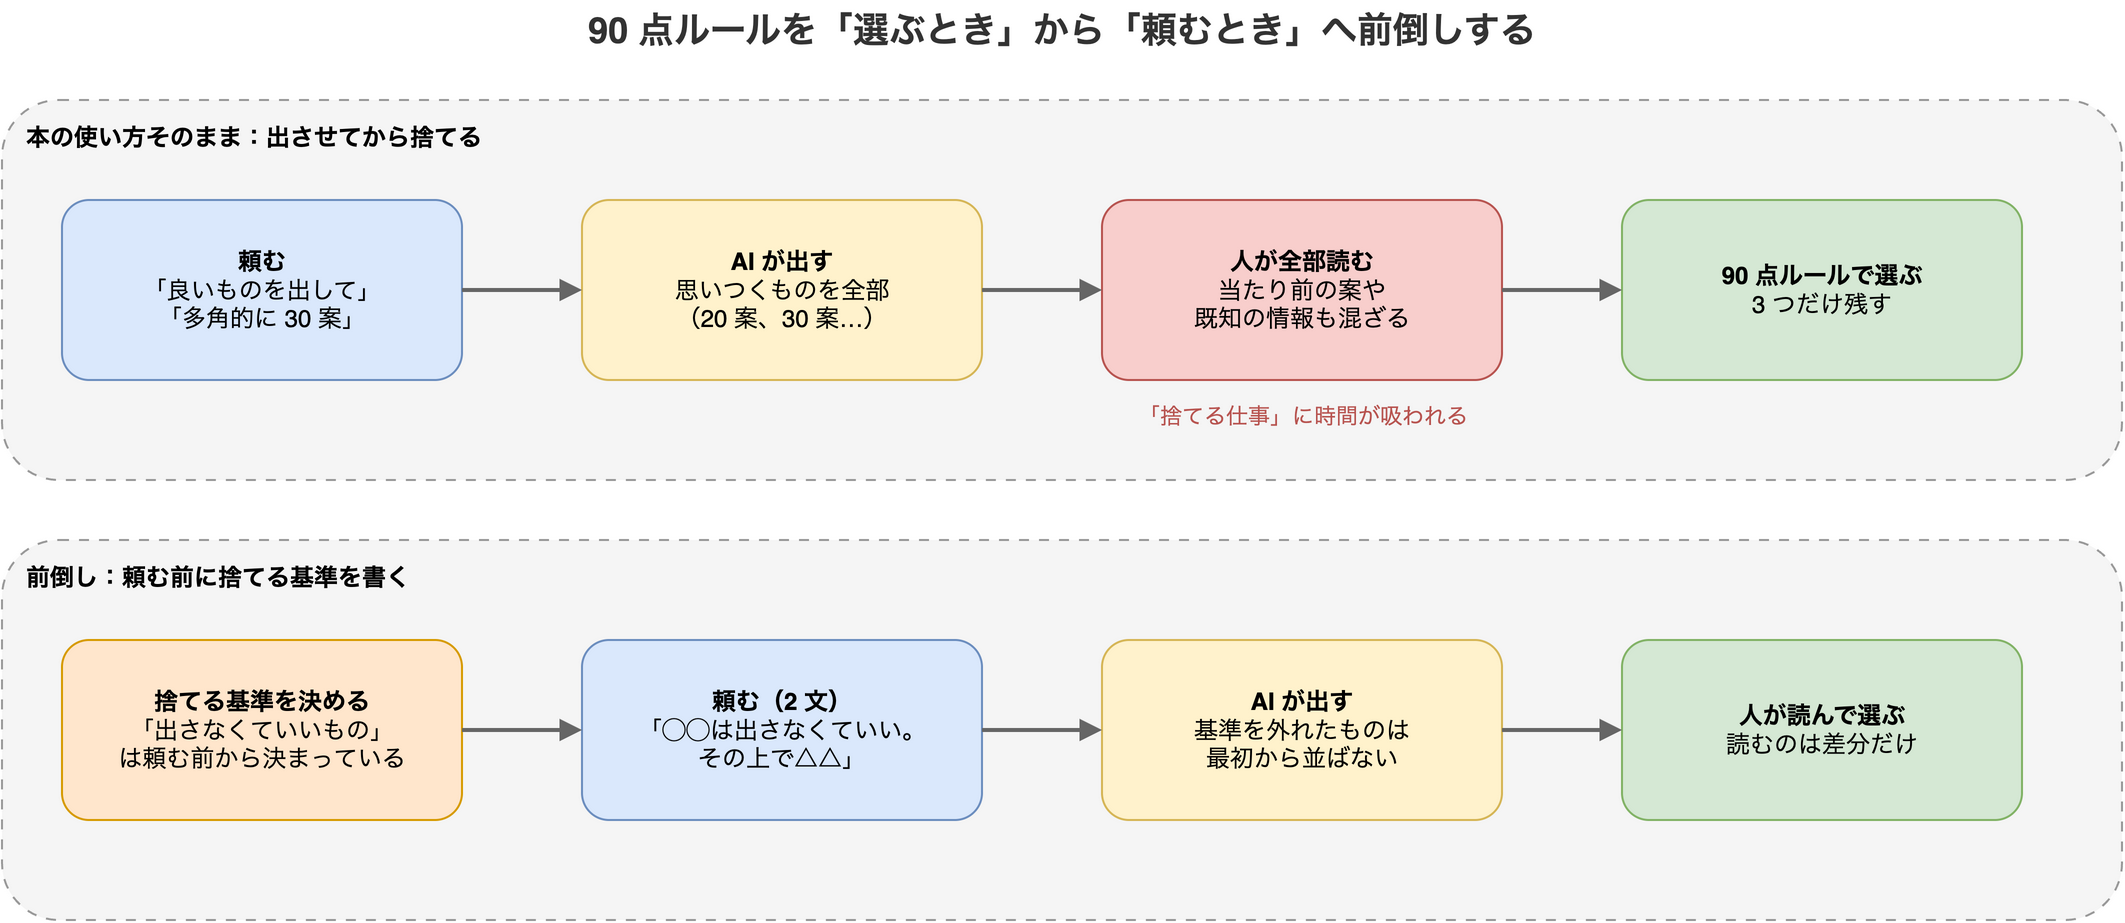 90 点ルールを「選ぶとき」から「頼むとき」へ前倒しする
本の使い方そのまま：出させてから捨てる
頼む
「良いものを出して」
「多角的に 30 案」
AI が出す
思いつくものを全部
（20 案、30 案…）
人が全部読む
当たり前の案や
既知の情報も混ざる
90 点ルールで選ぶ
3 つだけ残す
「捨てる仕事」に時間が吸われる
前倒し：頼む前に捨てる基準を書く
捨てる基準を決める
「出さなくていいもの」
は頼む前から決まっている
頼む（2 文）
「◯◯は出さなくていい。
その上で△△」
AI が出す
基準を外れたものは
最初から並ばない
人が読んで選ぶ
読むのは差分だけ